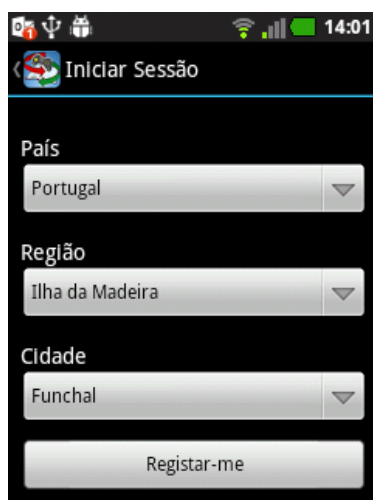 14:01
Iniciar Sessão
País
Portugal
Região
Ilha da Madeira
Cidade
Funchal
Registar-me